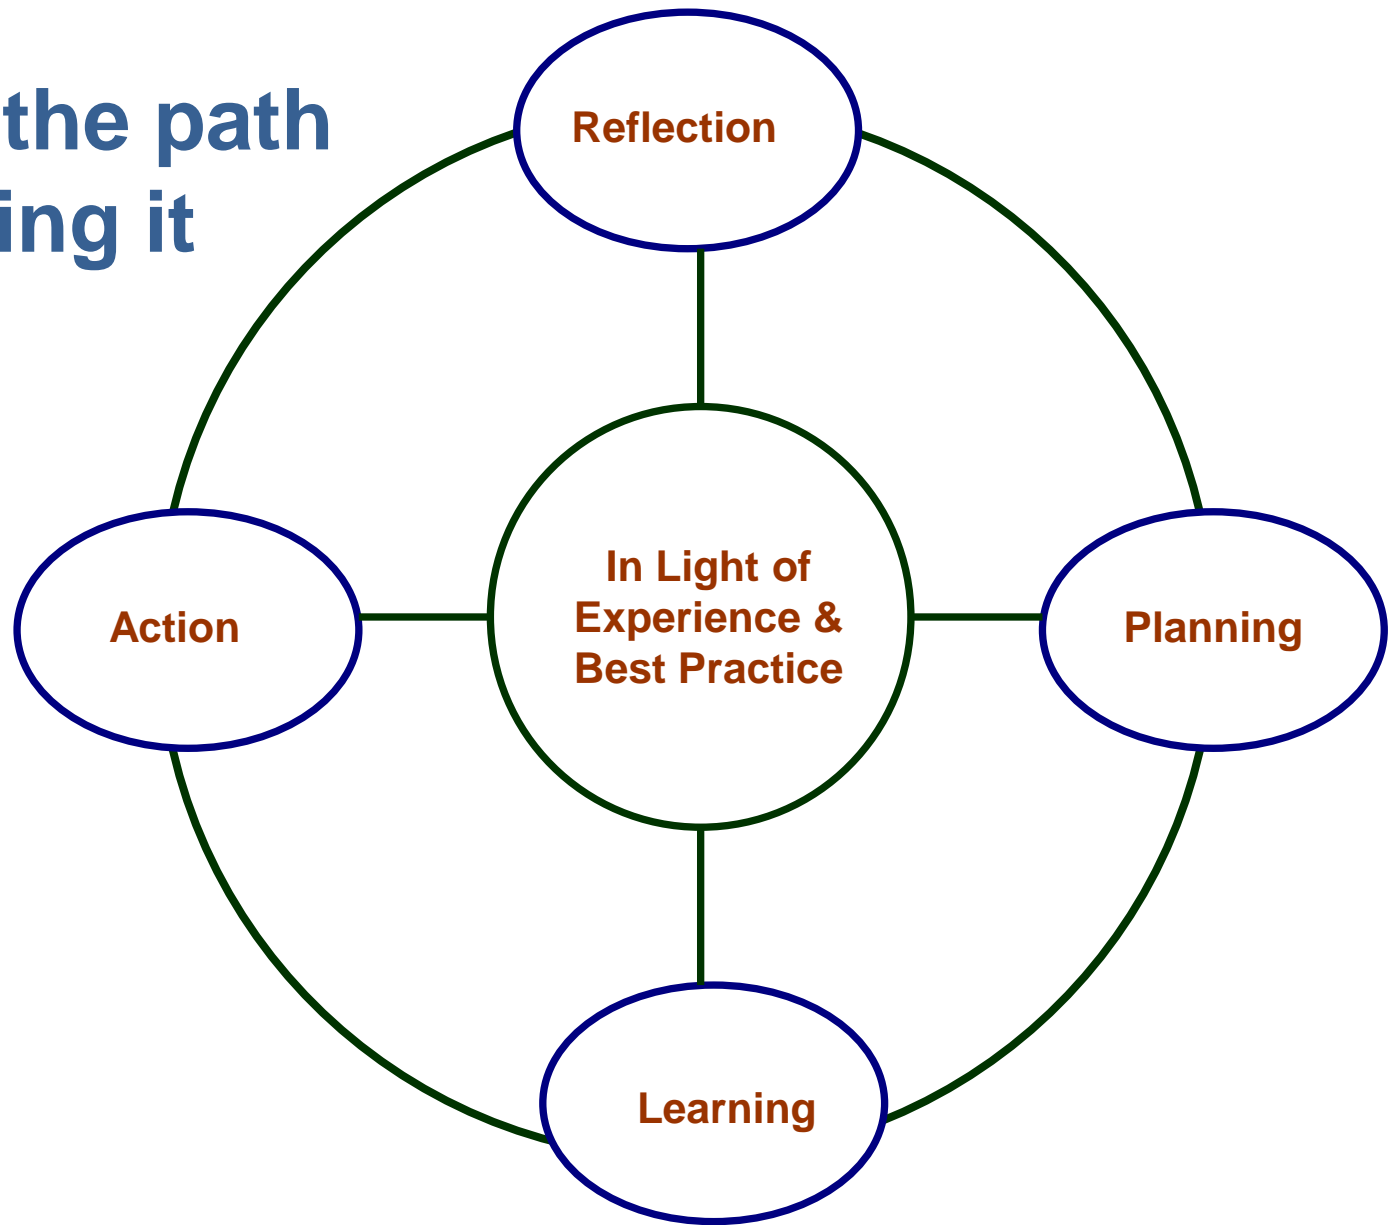 the path
ing it
Reflection
Action
In Light of
Experience &
Best Practice
Planning
Learning